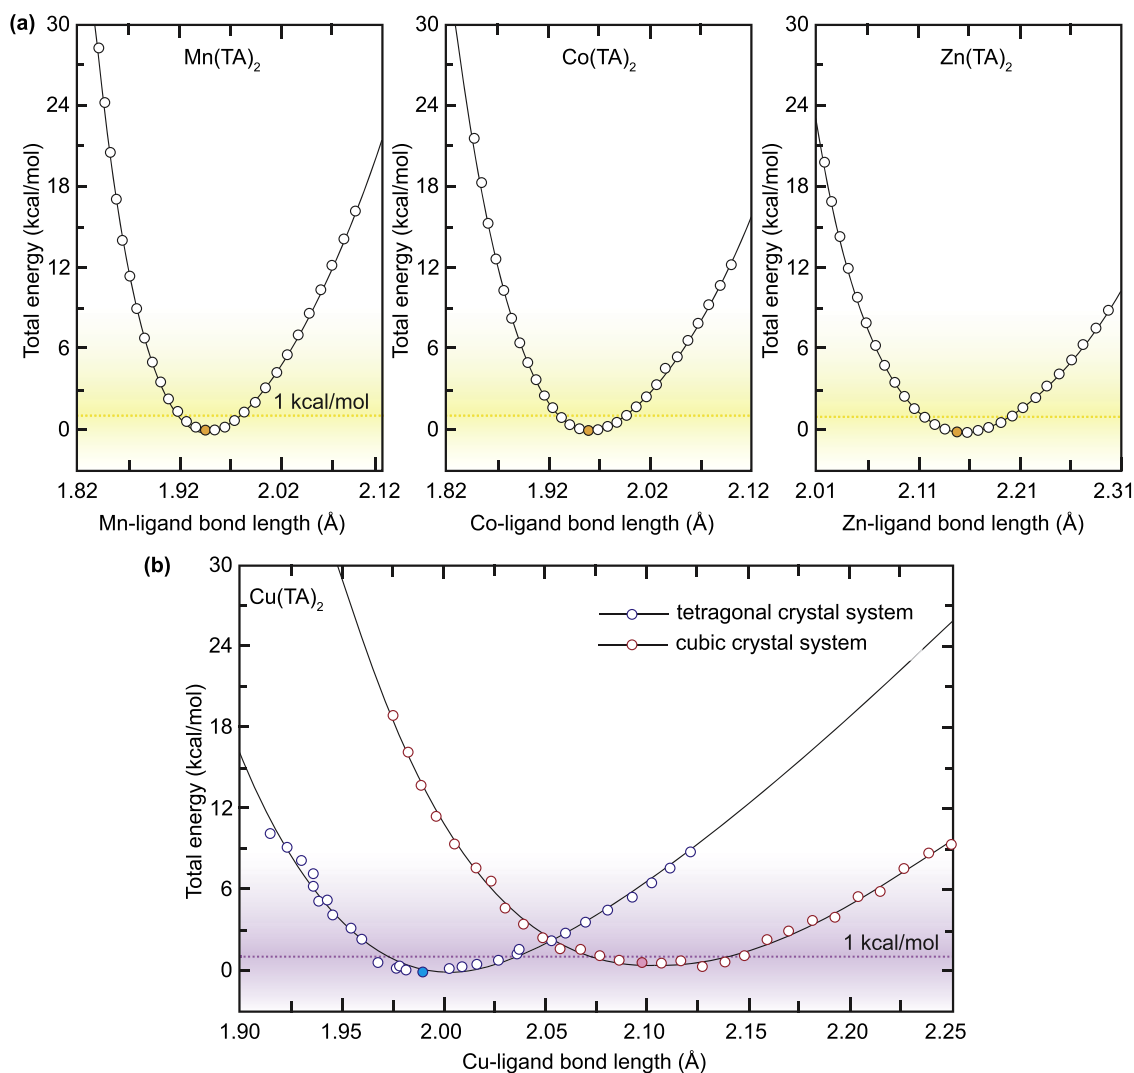 (a)
Mn(TA)2
Co(TA)2
Zn(TA)2
30
24
18
12
6
0
Total energy (kcal/mol)
1 kcal/mol
1.82
1.92
2.02
2.12
Mn-ligand bond length (Å)
30
24
18
12
6
0
Total energy (kcal/mol)
1.82
1.92
2.02
2.12
Co-ligand bond length (Å)
30
24
18
12
6
0
Total energy (kcal/mol)
2.01
2.11
2.21
2.31
Zn-ligand bond length (Å)
(b)
Cu(TA)2
tetragonal crystal system
cubic crystal system
30
24
18
12
6
0
Total energy (kcal/mol)
1 kcal/mol
1.90
1.95
2.00
2.05
2.10
2.15
2.20
2.25
Cu-ligand bond length (Å)